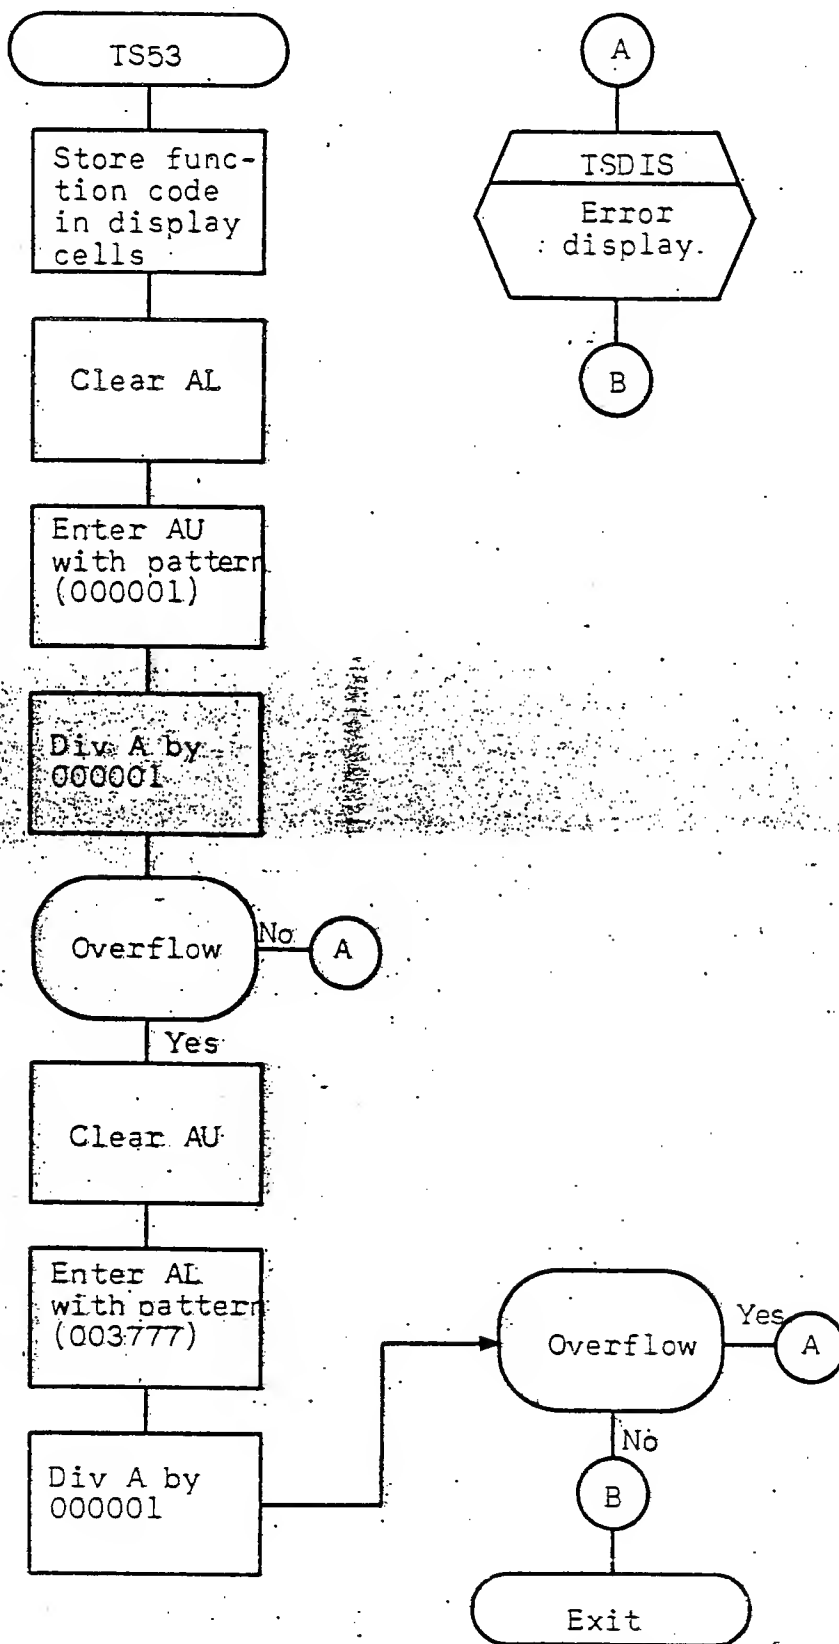 TS53
Store func-
tion code
in display
cells
Clear AL
Enter AU
with pattern
(000001)
Div A by
000001
Overflow
No
A
Yes
Clear AU
Enter AL
with pattern
(003777)
Div A by
000001
A
TSDIS
Error
display.
B
Overflow
Yes
A
No
B
Exit